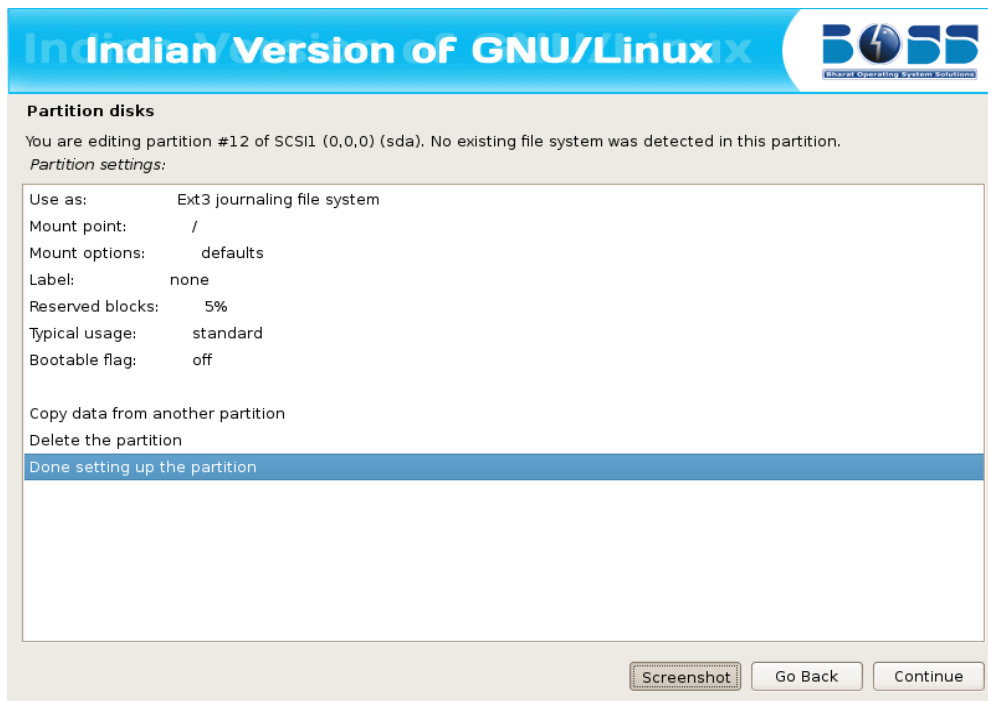 Indian Version of GNU/Linux
BOSS
Bharat Operating System Solutions
Partition disks
You are editing partition #12 of SCSI1 (0,0,0) (sda). No existing file system was detected in this partition.
Partition settings:
Use as: Ext3 journaling file system
Mount point: /
Mount options: defaults
Label: none
Reserved blocks: 5%
Typical usage: standard
Bootable flag: off
Copy data from another partition
Delete the partition
Done setting up the partition
Screenshot Go Back Continue